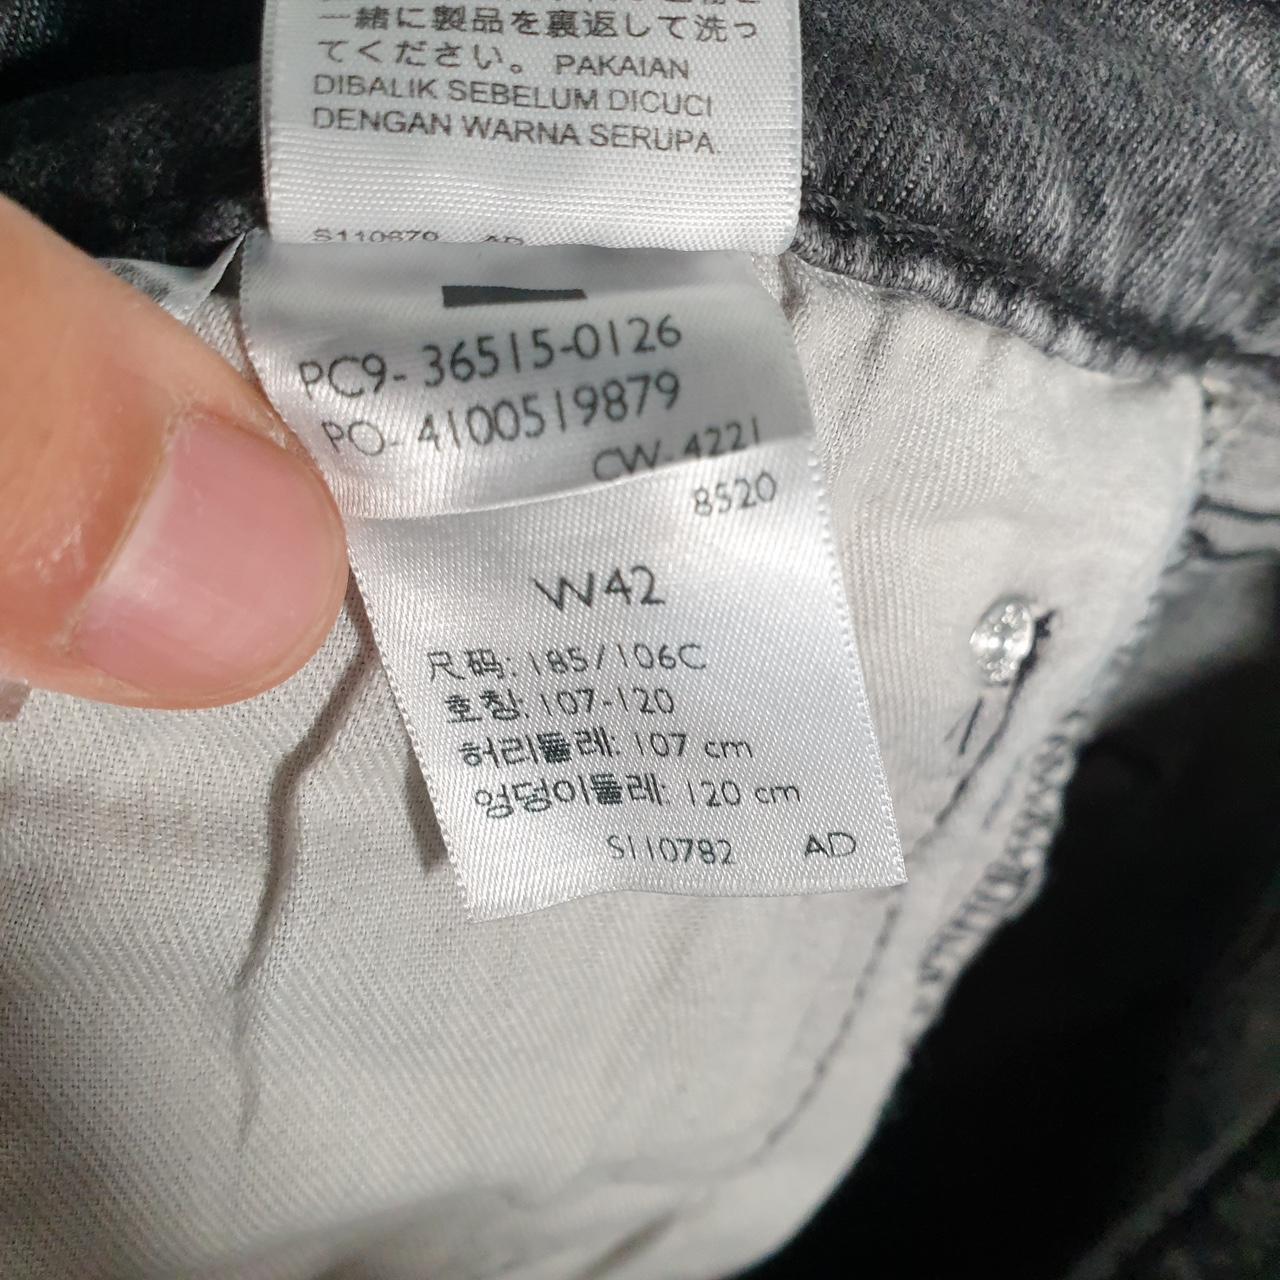 一緒に製品を裏返して洗っ
てください。 PAKAIAN
DIBALIK SEBELUM DICUCI
DENGAN WARNA SERUPA.
S110679 AD
PC9- 36515-0126
PO- 4100519879
CW- 4221
8520
W42
尺码: 185/106C
호칭: 107-120
허리둘레: 107 cm
엉덩이둘레: 120 cm
S110782 AD